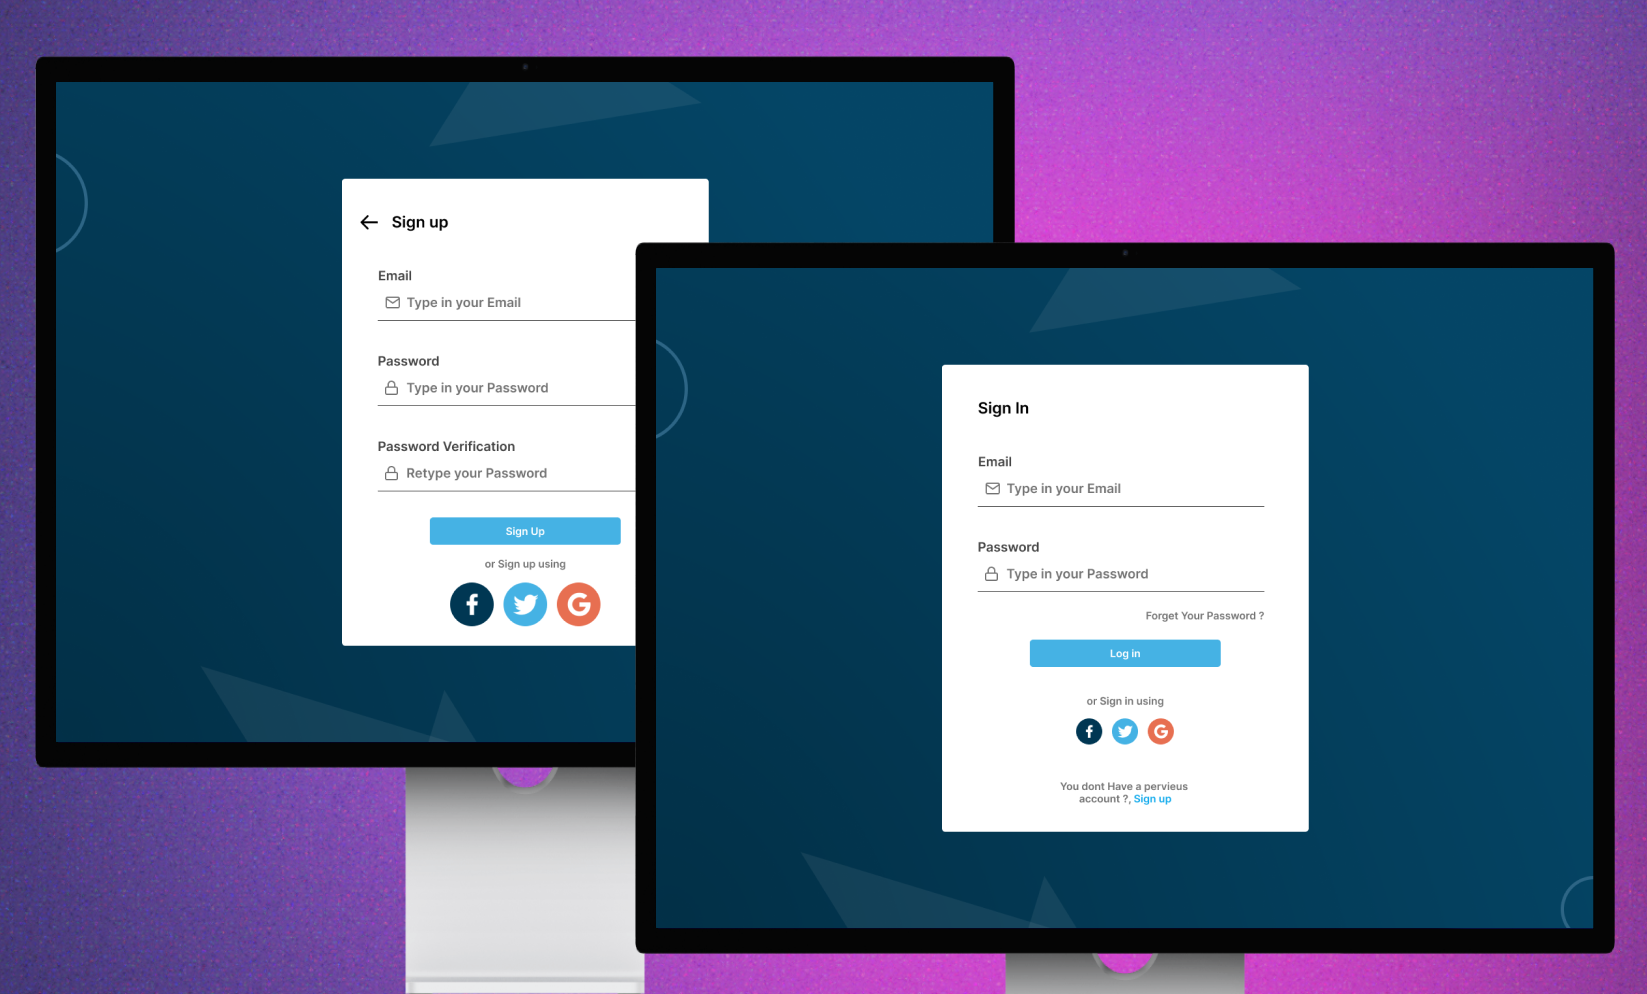 Sign up
Email
Type in your Email
Password
Type in your Password
Password Verification
Retype your Password
Sign Up
or Sign up using
Sign In
Email
Type in your Email
Password
Type in your Password
Forget Your Password ?
Log in
or Sign in using
You dont Have a pervieus
account ?, Sign up